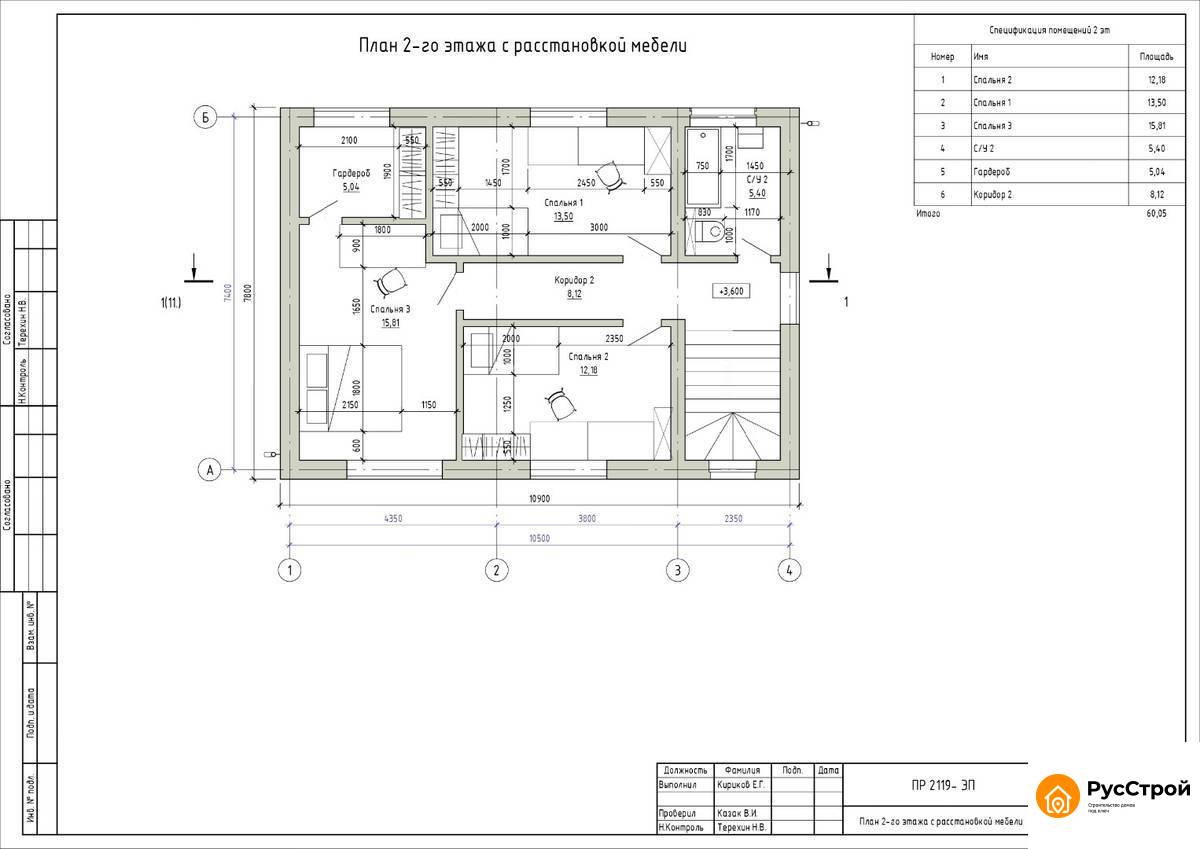 План 2-го этажа с расстановкой мебели
Спецификация помещений 2 эт
Номер Имя Площадь
1 Спальня 2 12,18
2 Спальня 1 13,50
3 Спальня 3 15,81
4 С/У 2 5,40
5 Гардероб 5,04
6 Коридор 2 8,12
Итого 60,05
Б
А
7400
7800
1(11.)
1
2100
550
1900
Гардероб
5,04
1800
900
1650
Спальня 3
15,81
1800
2150
1150
600
550
1450
1700
2450
550
Спальня 1
13,50
2000
1000
3000
750
1700
1450
С/У 2
5,40
830
1170
1000
Коридор 2
8,12
+3,600
2000
2350
1000
Спальня 2
12,18
1250
550
10900
4350
3800
2350
10500
1
2
3
4
Согласовано
Терехин Н.В.
Н.Контроль
Согласовано
Взам. инв. №
Подп. и дата
Инв. № подл.
Должность Фамилия Подп. Дата
Выполнил Кириков Е.Г.
Проверил Казак В.И.
Н.Контроль Терехин Н.В.
ПР 2119- ЭП
План 2-го этажа с расстановкой мебели
РусСтрой
Строительство домов
под ключ